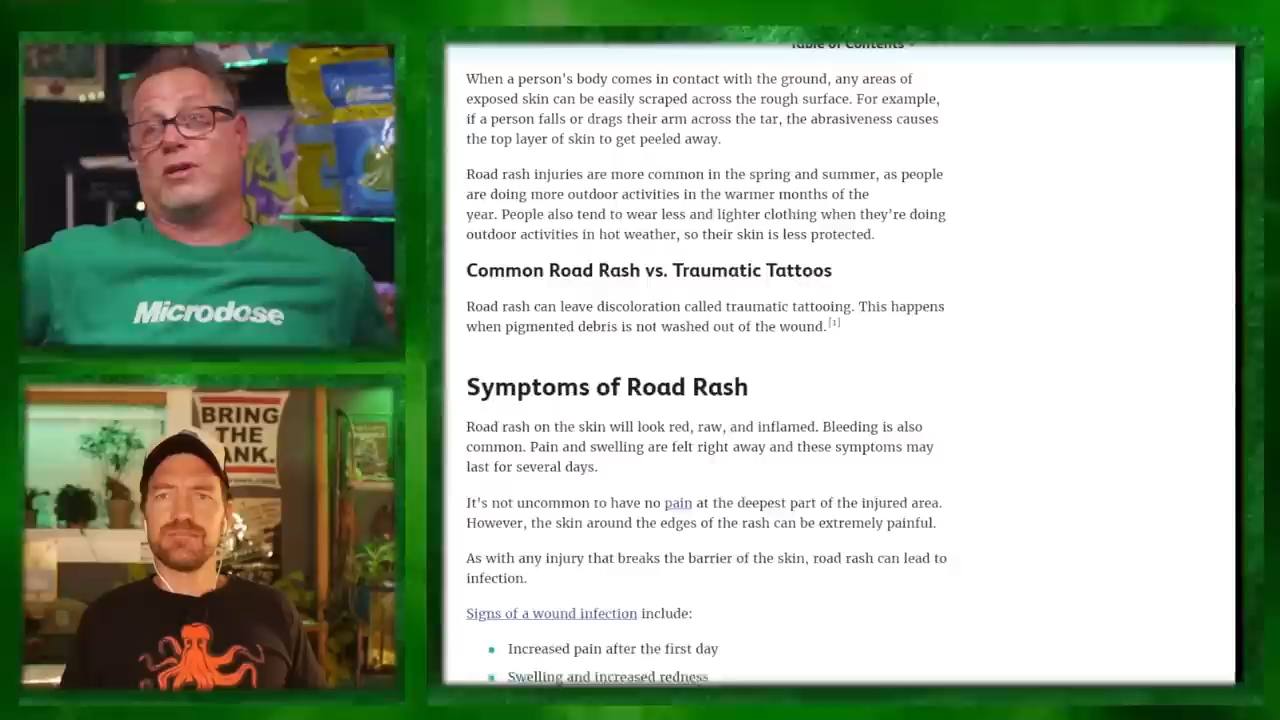 Microdose
BRING
THE
ANK.
Table of Contents
When a person's body comes in contact with the ground, any areas of
exposed skin can be easily scraped across the rough surface. For example,
if a person falls or drags their arm across the tar, the abrasiveness causes
the top layer of skin to get peeled away.
Road rash injuries are more common in the spring and summer, as people
are doing more outdoor activities in the warmer months of the
year. People also tend to wear less and lighter clothing when they're doing
outdoor activities in hot weather, so their skin is less protected.
Common Road Rash vs. Traumatic Tattoos
Road rash can leave discoloration called traumatic tattooing. This happens
when pigmented debris is not washed out of the wound.[1]
Symptoms of Road Rash
Road rash on the skin will look red, raw, and inflamed. Bleeding is also
common. Pain and swelling are felt right away and these symptoms may
last for several days.
It's not uncommon to have no pain at the deepest part of the injured area.
However, the skin around the edges of the rash can be extremely painful.
As with any injury that breaks the barrier of the skin, road rash can lead to
infection.
Signs of a wound infection include:
Increased pain after the first day
Swelling and increased redness